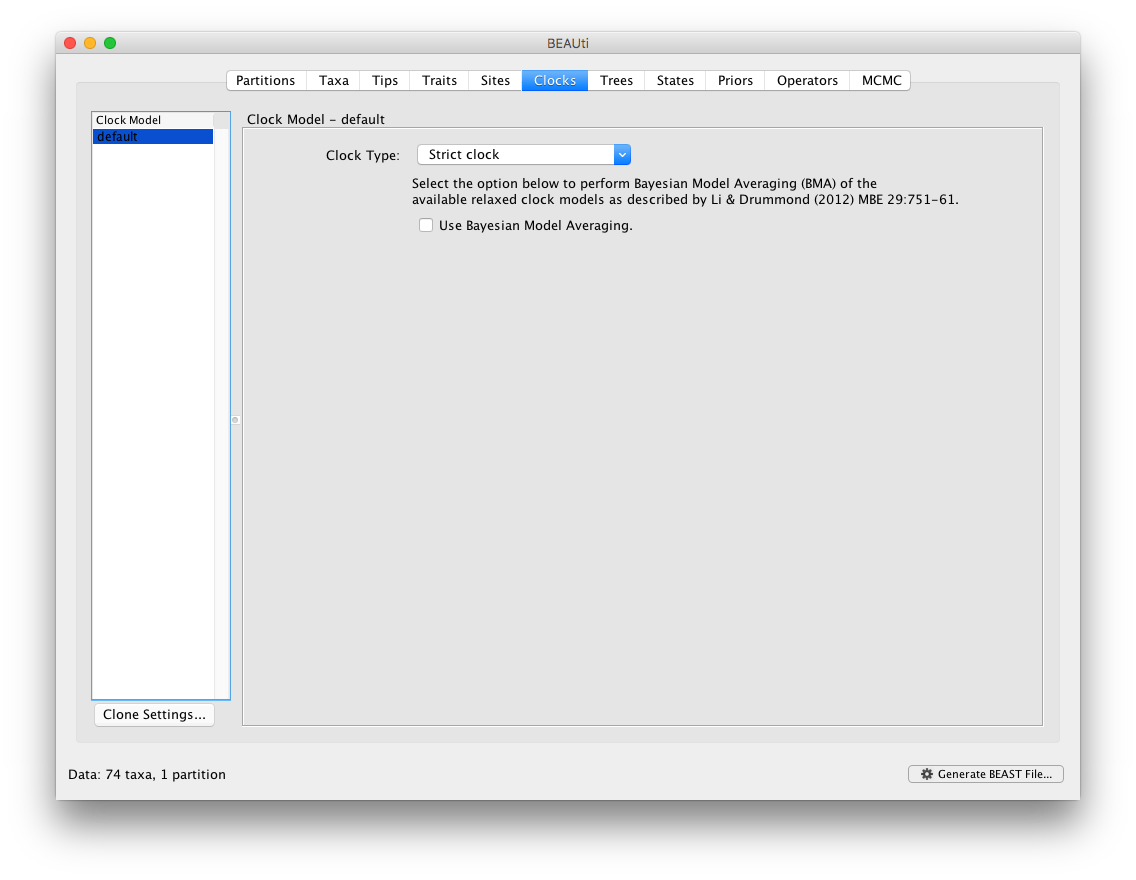 BEAUti
Partitions Taxa Tips Traits Sites Clocks Trees States Priors Operators MCMC
Clock Model
default
Clock Model – default
Clock Type: Strict clock
Select the option below to perform Bayesian Model Averaging (BMA) of the
available relaxed clock models as described by Li & Drummond (2012) MBE 29:751-61.
Use Bayesian Model Averaging.
Clone Settings...
Data: 74 taxa, 1 partition
Generate BEAST File...